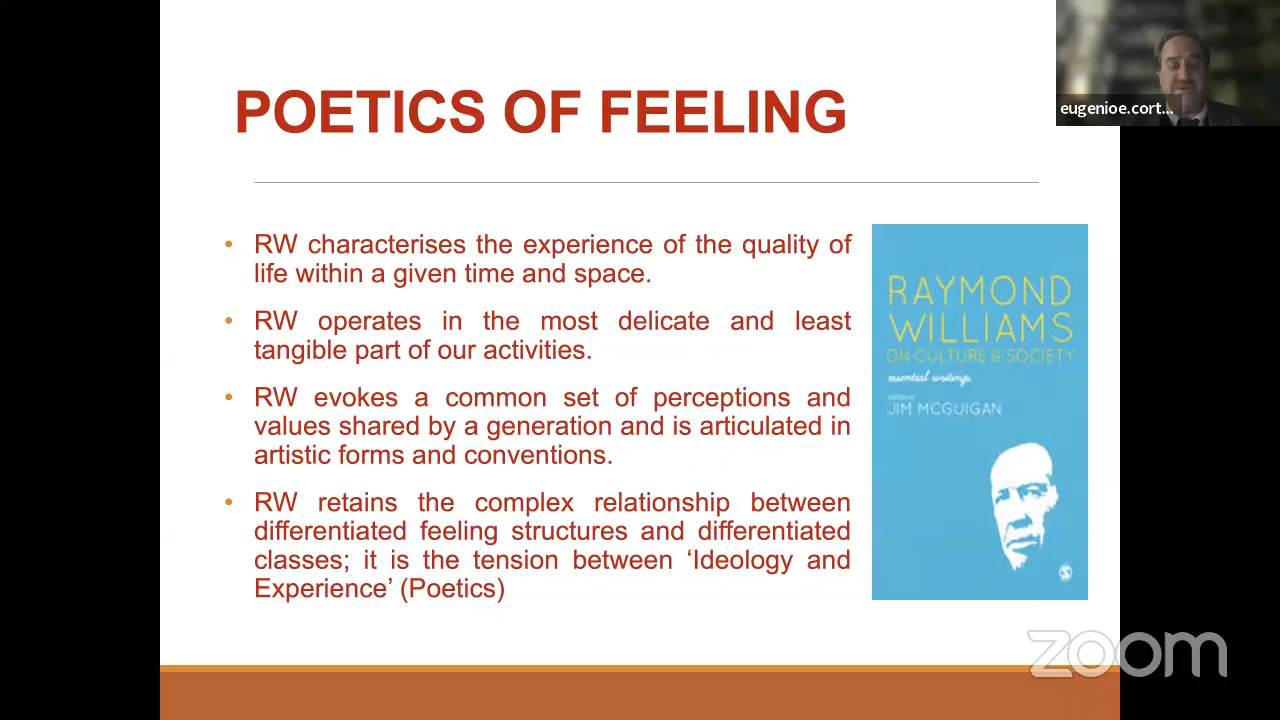 POETICS OF FEELING
eugenioe.cort...
• RW characterises the experience of the quality of
life within a given time and space.
• RW operates in the most delicate and least
tangible part of our activities.
• RW evokes a common set of perceptions and
values shared by a generation and is articulated in
artistic forms and conventions.
• RW retains the complex relationship between
differentiated feeling structures and differentiated
classes; it is the tension between ‘Ideology and
Experience’ (Poetics)
RAYMOND
WILLIAMS
ON CULTURE & SOCIETY
essential writings
JIM MCGUIGAN
zoom